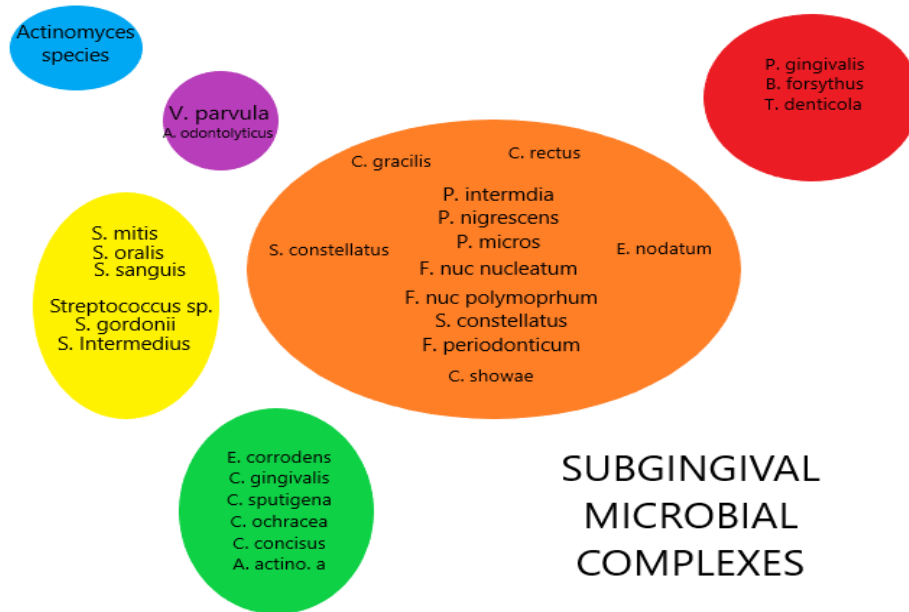 Actinomyces
species
V. parvula
A. odontolyticus
P. gingivalis
B. forsythus
T. denticola
C. gracilis
C. rectus
P. intermdia
P. nigrescens
P. micros
S. constellatus
E. nodatum
F. nuc nucleatum
F. nuc polymoprhum
S. constellatus
F. periodonticum
C. showae
S. mitis
S. oralis
S. sanguis
Streptococcus sp.
S. gordonii
S. Intermedius
E. corrodens
C. gingivalis
C. sputigena
C. ochracea
C. concisus
A. actino. a
SUBGINGIVAL
MICROBIAL
COMPLEXES